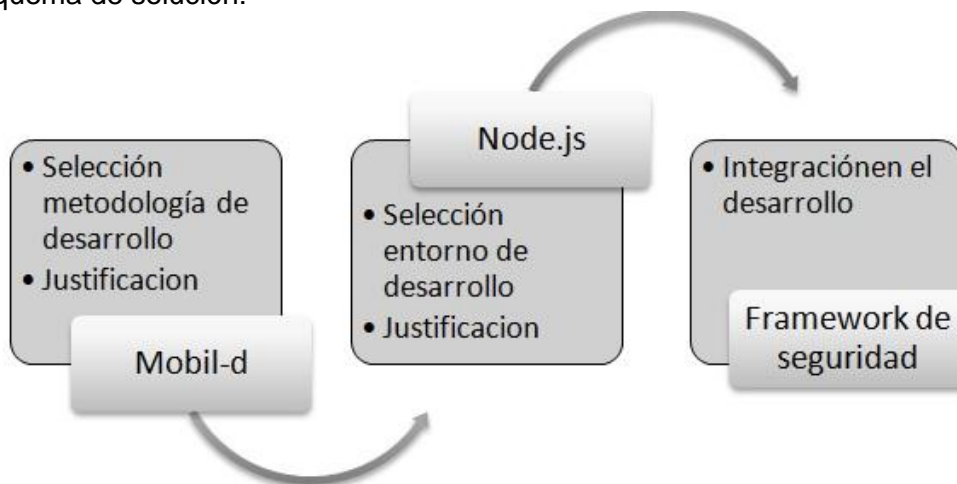 quema de solución.
• Selección
metodología de
desarrollo
• Justificacion
Mobil-d
Node.js
• Selección
entorno de
desarrollo
• Justificacion
• Integraciónen el
desarrollo
Framework de
seguridad